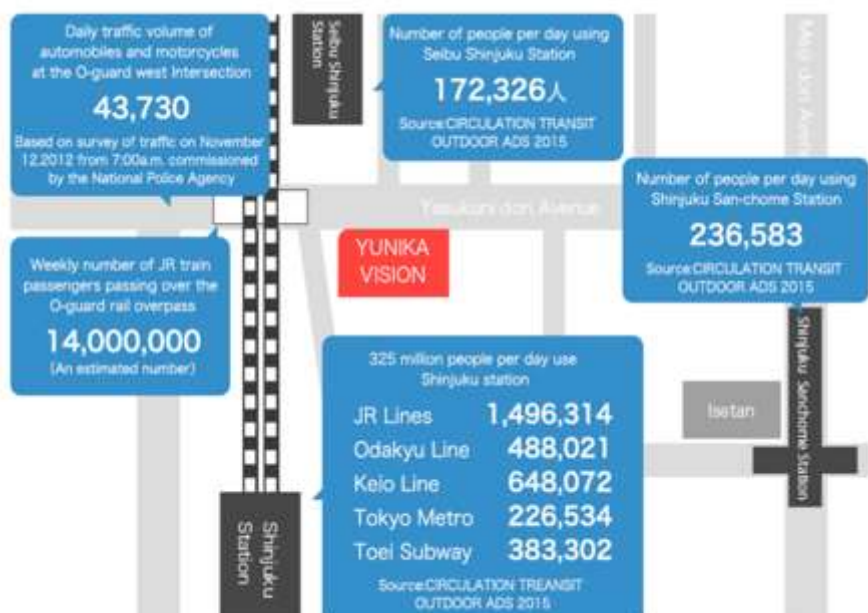 Daily traffic volume of
automobiles and motorcycles
at the O-guard west Intersection
43,730
Based on survey of traffic on November
12.2012 from 7:00a.m. commissioned
by the National Police Agency
Seibu Shinjuku
Station
Number of people per day using
Seibu Shinjuku Station
172,326人
Source:CIRCULATION TRANSIT
OUTDOOR ADS 2015
Number of people per day using
Shinjuku San-chome Station
236,583
Source:CIRCULATION TRANSIT
OUTDOOR ADS 2015
Yasukuni dori Avenue
YUNIKA
VISION
Weekly number of JR train
passengers passing over the
O-guard rail overpass
14,000,000
(An estimated number)
325 million people per day use
Shinjuku station
JR Lines 1,496,314
Odakyu Line 488,021
Keio Line 648,072
Tokyo Metro 226,534
Toei Subway 383,302
Source:CIRCULATION TREANSIT
OUTDOOR ADS 2015
Isetan
Shinjuku Sanchome Station
Shinjuku
Station